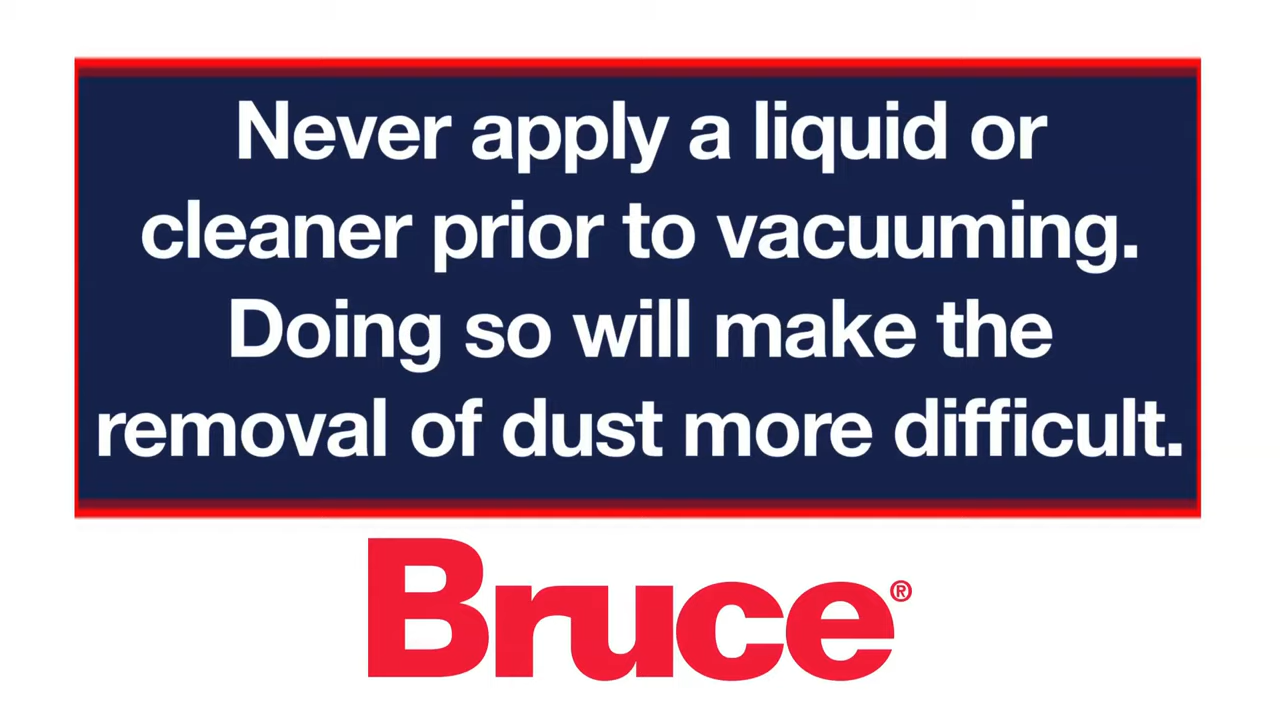 Never apply a liquid or
cleaner prior to vacuuming.
Doing so will make the
removal of dust more difficult.
Bruce®